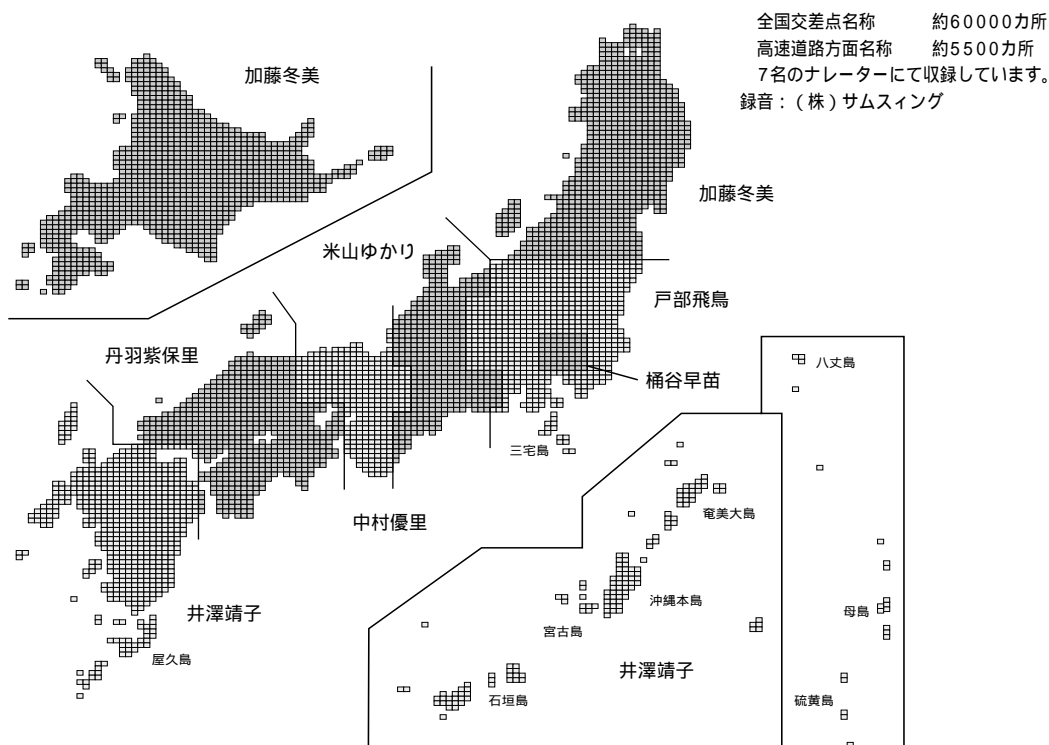 全国交差点名称　　約60000カ所
高速道路方面名称　　約5500カ所
7名のナレーターにて収録しています。
録音：（株）サムスィング
加藤冬美
加藤冬美
米山ゆかり
戸部飛鳥
丹羽紫保里
桶谷早苗
八丈島
三宅島
中村優里
奄美大島
井澤靖子
沖縄本島
母島
宮古島
屋久島
井澤靖子
石垣島
硫黄島